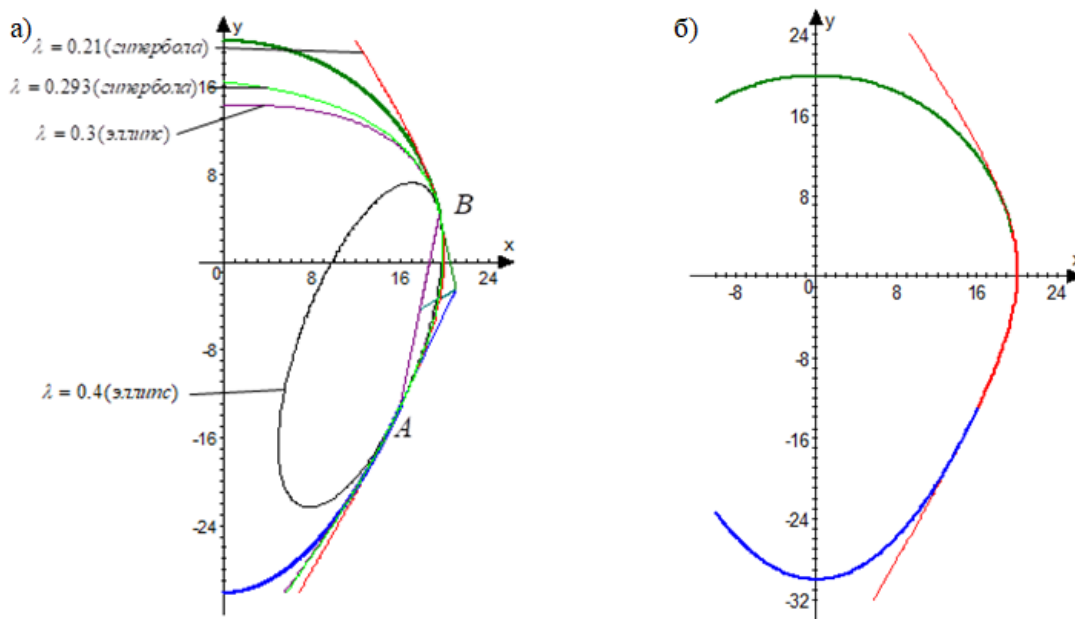 а)
y
λ = 0.21(гипербола)
λ = 0.293(гипербола)
16
λ = 0.3(эллипс)
8
B
x
0
8
16
24
-8
λ = 0.4(эллипс)
A
-16
-24
б)
y
24
16
8
x
-8
0
8
16
24
-8
-16
-24
-32